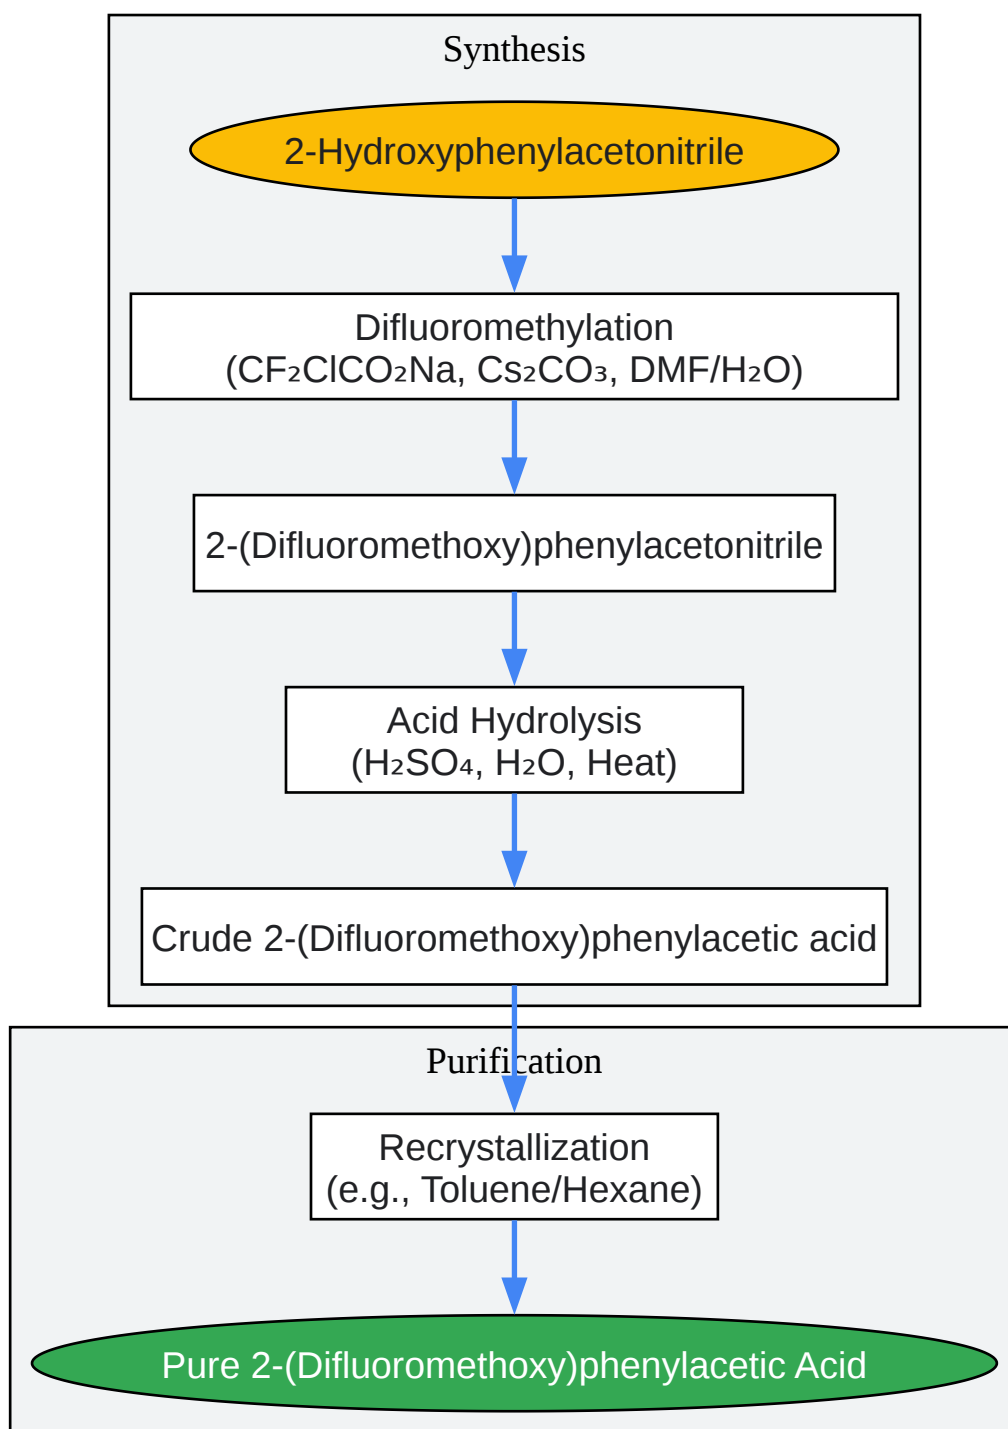 Synthesis
2-Hydroxyphenylacetonitrile
Difluoromethylation
(CF₂ClCO₂Na, Cs₂CO₃, DMF/H₂O)
2-(Difluoromethoxy)phenylacetonitrile
Acid Hydrolysis
(H₂SO₄, H₂O, Heat)
Crude 2-(Difluoromethoxy)phenylacetic acid
Purification
Recrystallization
(e.g., Toluene/Hexane)
Pure 2-(Difluoromethoxy)phenylacetic Acid